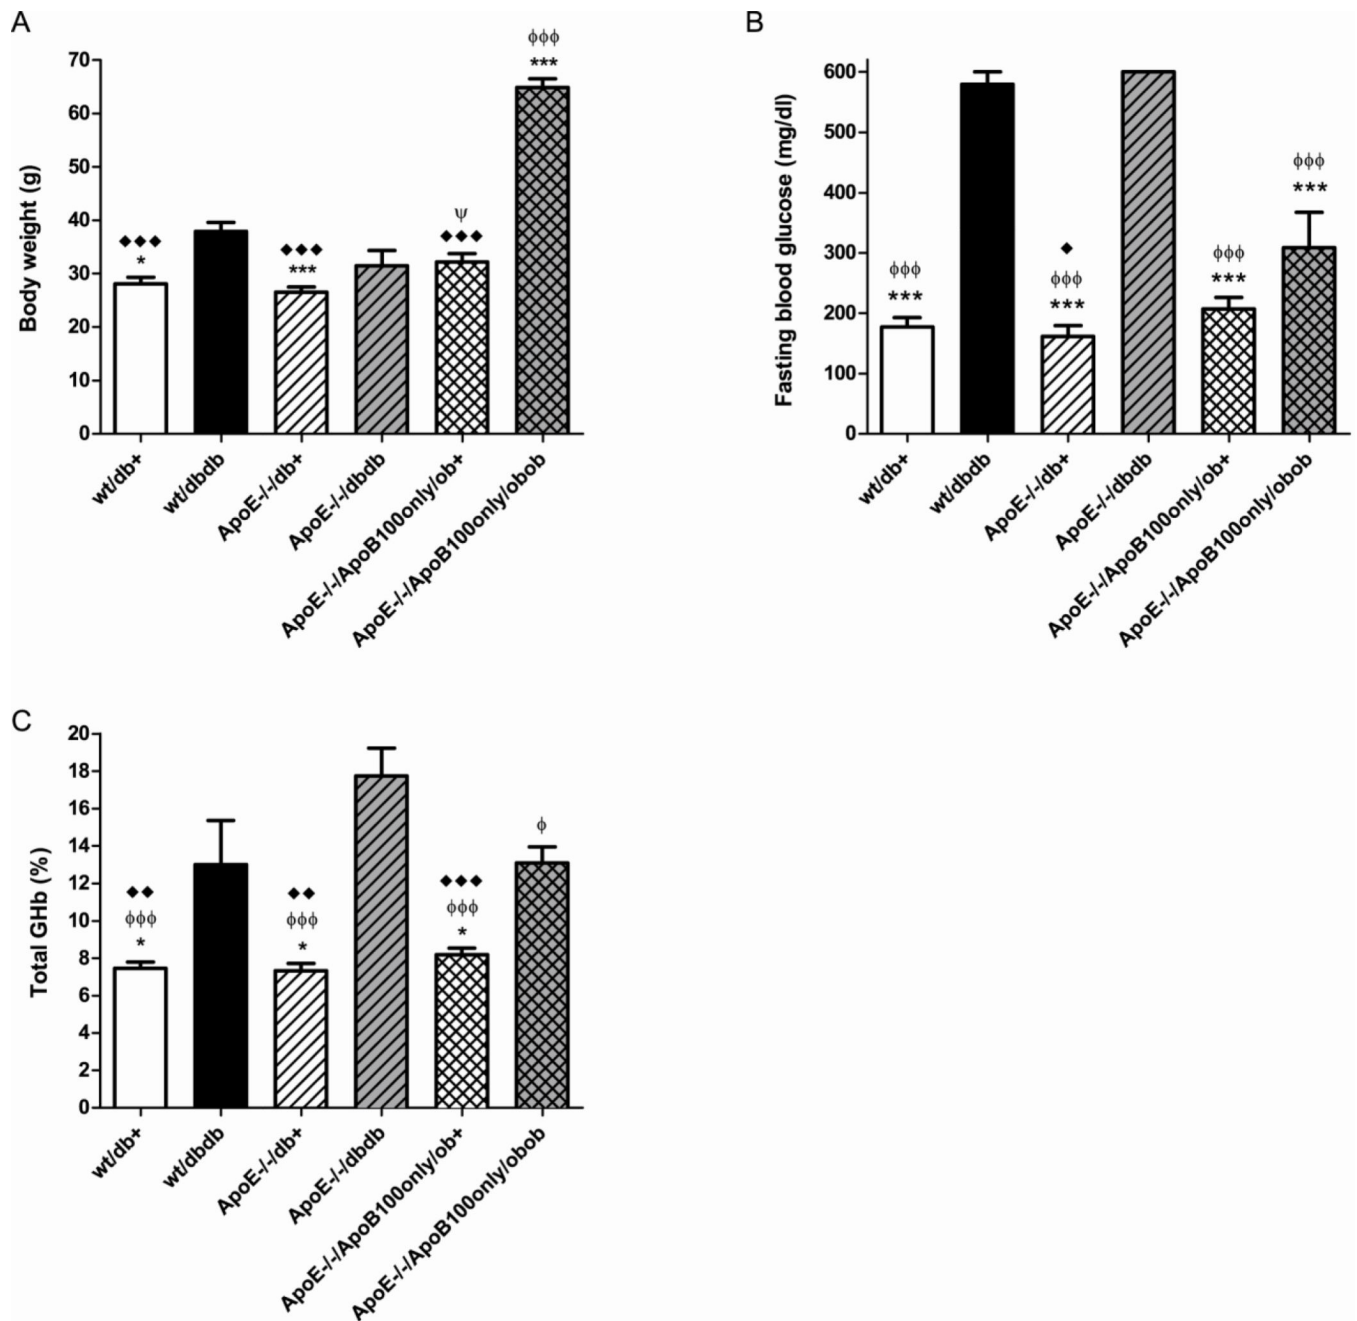 A
Body weight (g)
70
60
50
40
30
20
10
0
◆◆◆
*
◆◆◆
***
ψ
◆◆◆
ϕϕϕ
***
wt/db+
wt/dbdb
ApoE-/-/db+
ApoE-/-/dbdb
ApoE-/-/ApoB100only/ob+
ApoE-/-/ApoB100only/obob
B
Fasting blood glucose (mg/dl)
600
500
400
300
200
100
0
ϕϕϕ
***
◆
ϕϕϕ
***
ϕϕϕ
***
ϕϕϕ
***
wt/db+
wt/dbdb
ApoE-/-/db+
ApoE-/-/dbdb
ApoE-/-/ApoB100only/ob+
ApoE-/-/ApoB100only/obob
C
Total GHb (%)
20
18
16
14
12
10
8
6
4
2
0
◆◆
ϕϕϕ
*
◆◆
ϕϕϕ
*
◆◆◆
ϕϕϕ
*
ϕ
wt/db+
wt/dbdb
ApoE-/-/db+
ApoE-/-/dbdb
ApoE-/-/ApoB100only/ob+
ApoE-/-/ApoB100only/obob